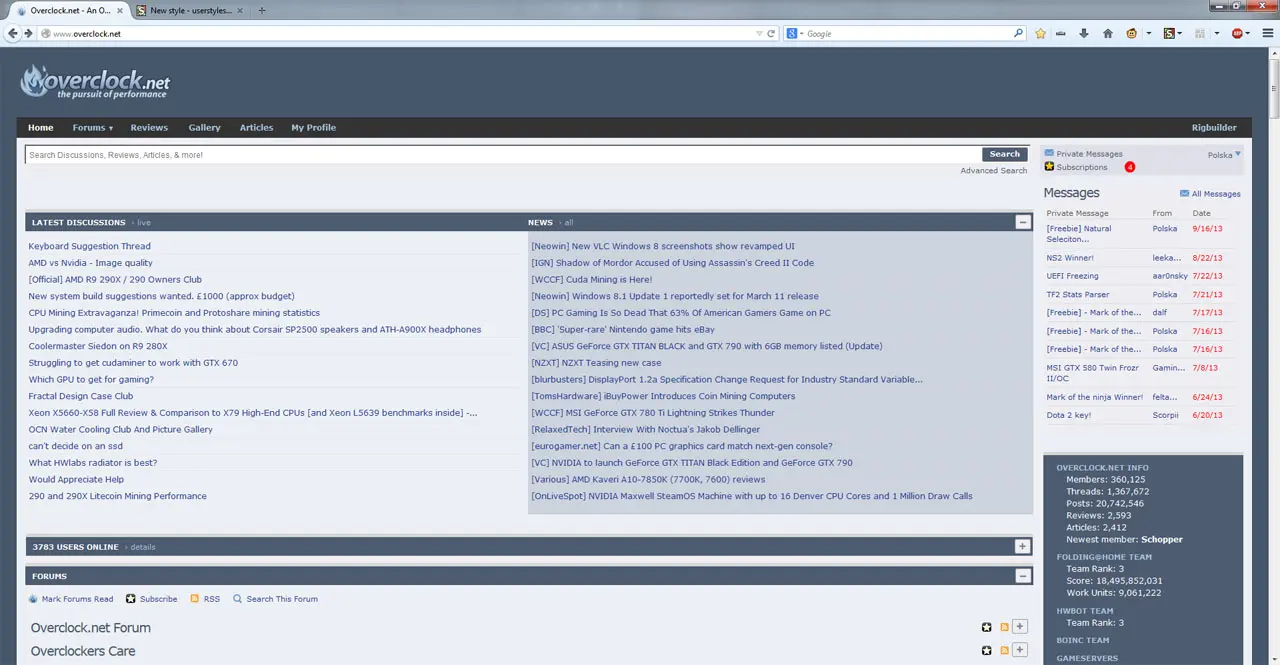 Overclock.net - An O...
New style - userstyles...
www.overclock.net
Google
overclock.net
the pursuit of performance
Home Forums Reviews Gallery Articles My Profile Rigbuilder
Search Discussions, Reviews, Articles, & more!
Search
Advanced Search
Private Messages
Polska
Subscriptions 4
Messages
All Messages
Private Message From Date
[Freebie] Natural Seleciton... Polska 9/16/13
NS2 Winner! leeka... 8/22/13
UEFI Freezing aar0nsky 7/22/13
TF2 Stats Parser Polska 7/21/13
[Freebie] - Mark of the... dalf 7/17/13
[Freebie] - Mark of the... Polska 7/16/13
[Freebie] - Mark of the... Polska 7/16/13
MSI GTX 580 Twin Frozr II/OC Gamin... 7/8/13
Mark of the ninja Winner! felta... 6/24/13
Dota 2 key! Scorpii 6/20/13
LATEST DISCUSSIONS › live
Keyboard Suggestion Thread
AMD vs Nvidia - Image quality
[Official] AMD R9 290X / 290 Owners Club
New system build suggestions wanted. £1000 (approx budget)
CPU Mining Extravaganza! Primecoin and Protoshare mining statistics
Upgrading computer audio. What do you think about Corsair SP2500 speakers and ATH-A900X headphones
Coolermaster Siedon on R9 280X
Struggling to get cudaminer to work with GTX 670
Which GPU to get for gaming?
Fractal Design Case Club
Xeon X5660-X58 Full Review & Comparison to X79 High-End CPUs [and Xeon L5639 benchmarks inside] -...
OCN Water Cooling Club And Picture Gallery
can't decide on an ssd
What HWlabs radiator is best?
Would Appreciate Help
290 and 290X Litecoin Mining Performance
NEWS › all
[Neowin] New VLC Windows 8 screenshots show revamped UI
[IGN] Shadow of Mordor Accused of Using Assassin's Creed II Code
[WCCF] Cuda Mining is Here!
[Neowin] Windows 8.1 Update 1 reportedly set for March 11 release
[DS] PC Gaming Is So Dead That 63% Of American Gamers Game on PC
[BBC] 'Super-rare' Nintendo game hits eBay
[VC] ASUS GeForce GTX TITAN BLACK and GTX 790 with 6GB memory listed (Update)
[NZXT] NZXT Teasing new case
[blurbusters] DisplayPort 1.2a Specification Change Request for Industry Standard Variable...
[TomsHardware] iBuyPower Introduces Coin Mining Computers
[WCCF] MSI GeForce GTX 780 Ti Lightning Strikes Thunder
[RelaxedTech] Interview With Noctua's Jakob Dellinger
[eurogamer.net] Can a £100 PC graphics card match next-gen console?
[VC] NVIDIA to launch GeForce GTX TITAN Black Edition and GeForce GTX 790
[Various] AMD Kaveri A10-7850K (7700K, 7600) reviews
[OnLiveSpot] NVIDIA Maxwell SteamOS Machine with up to 16 Denver CPU Cores and 1 Million Draw Calls
3783 USERS ONLINE › details
FORUMS
Mark Forums Read Subscribe RSS Search This Forum
Overclock.net Forum
Overclockers Care
OVERCLOCK.NET INFO
Members: 360,125
Threads: 1,367,672
Posts: 20,742,546
Reviews: 2,593
Articles: 2,412
Newest member: Schopper
FOLDING@HOME TEAM
Team Rank: 3
Score: 18,495,852,031
Work Units: 9,061,222
HWBOT TEAM
Team Rank: 3
BOINC TEAM
GAMESERVERS